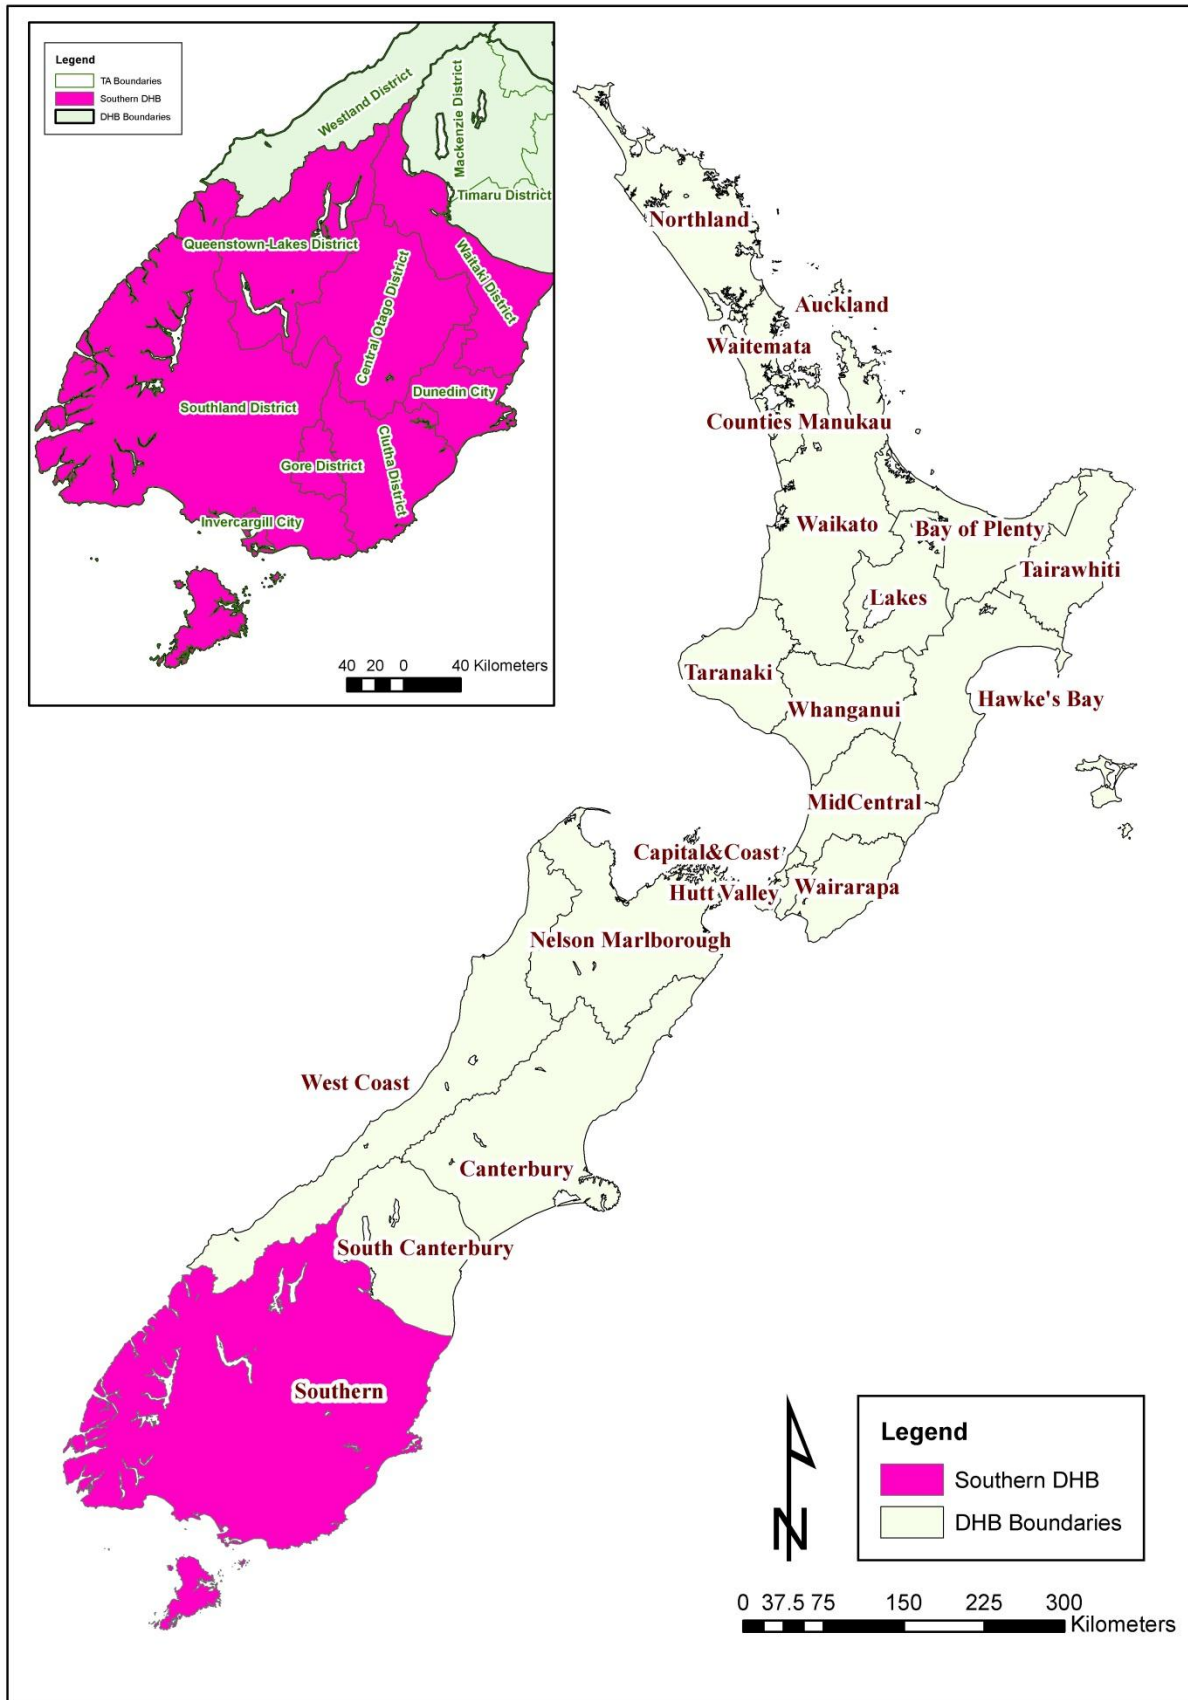 Legend
TA Boundaries
Southern DHB
DHB Boundaries
Westland District
Mackenzie District
Timaru District
Queenstown-Lakes District
Waitaki District
Central Otago District
Dunedin City
Southland District
Clutha District
Gore District
Invercargill City
40 20 0 40 Kilometers
Northland
Auckland
Waitemata
Counties Manukau
Waikato
Bay of Plenty
Tairawhiti
Lakes
Taranaki
Whanganui
Hawke's Bay
MidCentral
Capital&Coast
Hutt Valley
Wairarapa
Nelson Marlborough
West Coast
Canterbury
South Canterbury
Southern
N
Legend
Southern DHB
DHB Boundaries
0 37.5 75 150 225 300
Kilometers